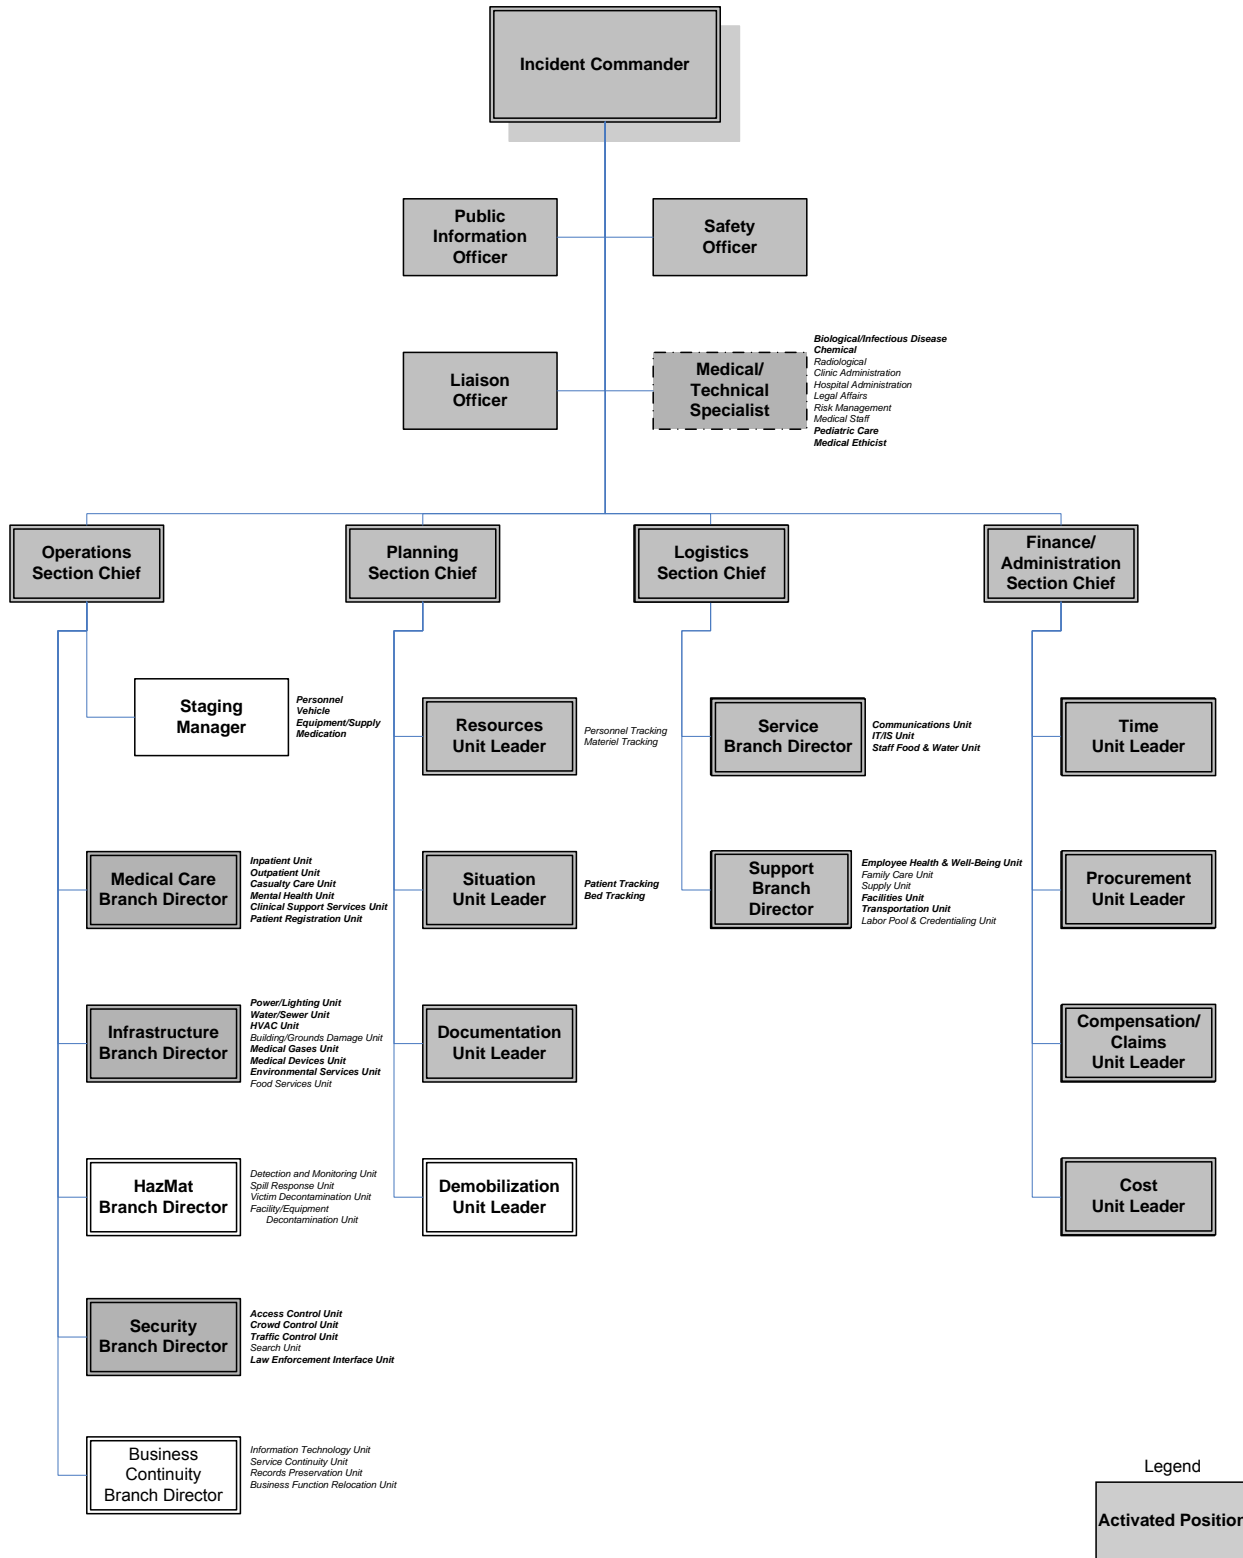 Incident Commander
Public
Information
Officer
Safety
Officer
Liaison
Officer
Medical/
Technical
Specialist
Biological/Infectious Disease
Chemical
Radiological
Clinic Administration
Hospital Administration
Legal Affairs
Risk Management
Medical Staff
Pediatric Care
Medical Ethicist
Operations
Section Chief
Planning
Section Chief
Logistics
Section Chief
Finance/
Administration
Section Chief
Staging
Manager
Personnel
Vehicle
Equipment/Supply
Medication
Resources
Unit Leader
Personnel Tracking
Materiel Tracking
Service
Branch Director
Communications Unit
IT/IS Unit
Staff Food & Water Unit
Time
Unit Leader
Medical Care
Branch Director
Inpatient Unit
Outpatient Unit
Casualty Care Unit
Mental Health Unit
Clinical Support Services Unit
Patient Registration Unit
Situation
Unit Leader
Patient Tracking
Bed Tracking
Support
Branch
Director
Employee Health & Well-Being Unit
Family Care Unit
Supply Unit
Facilities Unit
Transportation Unit
Labor Pool & Credentialing Unit
Procurement
Unit Leader
Infrastructure
Branch Director
Power/Lighting Unit
Water/Sewer Unit
HVAC Unit
Building/Grounds Damage Unit
Medical Gases Unit
Medical Devices Unit
Environmental Services Unit
Food Services Unit
Documentation
Unit Leader
Compensation/
Claims
Unit Leader
HazMat
Branch Director
Detection and Monitoring Unit
Spill Response Unit
Victim Decontamination Unit
Facility/Equipment
Decontamination Unit
Demobilization
Unit Leader
Cost
Unit Leader
Security
Branch Director
Access Control Unit
Crowd Control Unit
Traffic Control Unit
Search Unit
Law Enforcement Interface Unit
Business
Continuity
Branch Director
Information Technology Unit
Service Continuity Unit
Records Preservation Unit
Business Function Relocation Unit
Legend
Activated Position